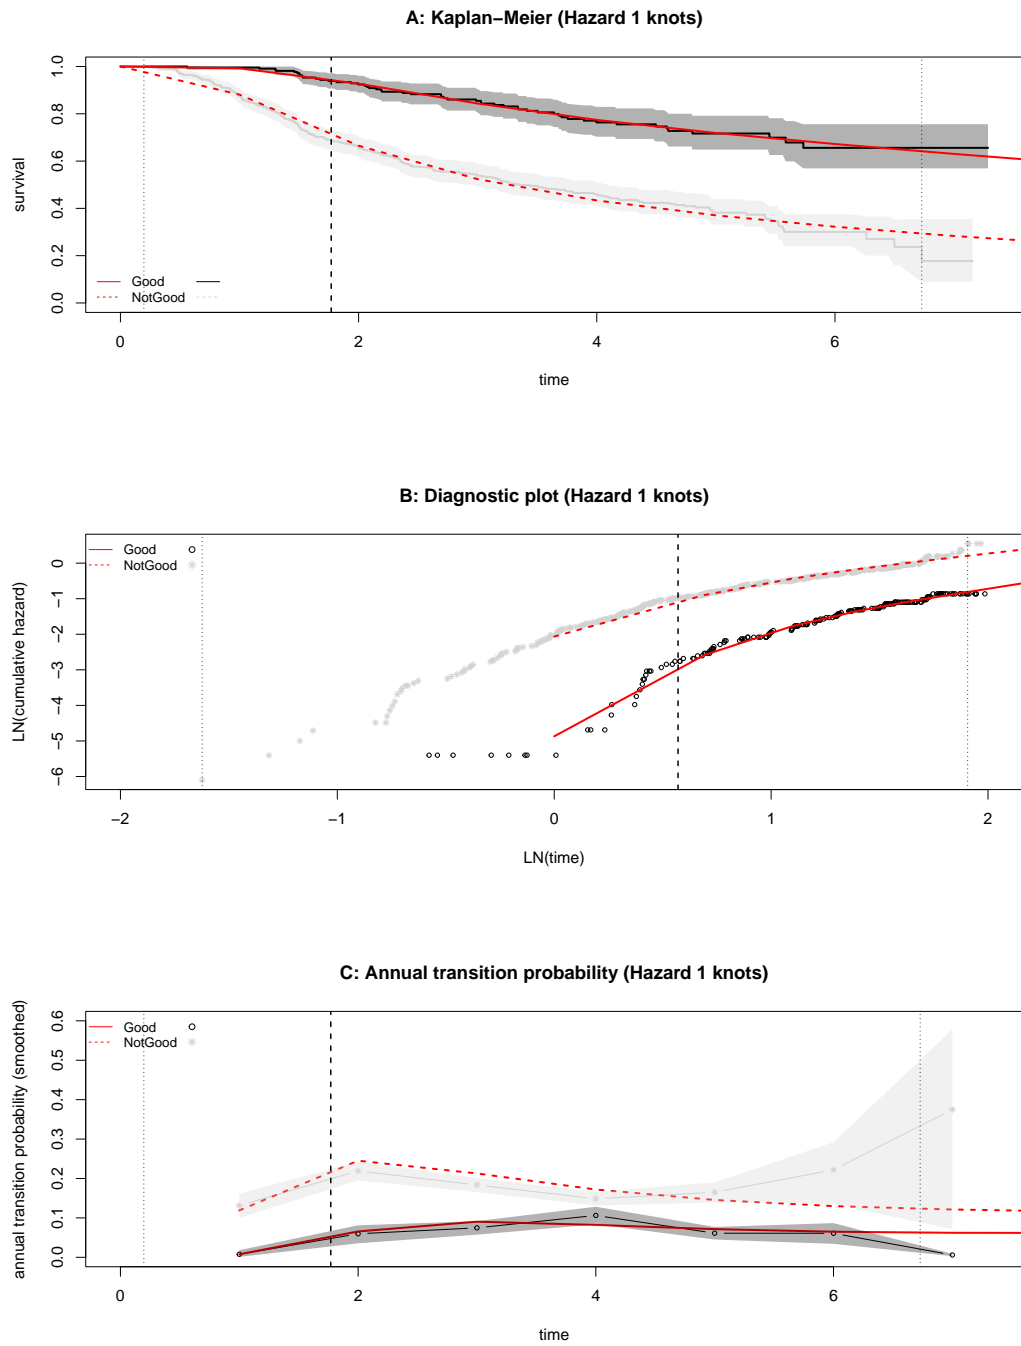 A: Kaplan−Meier (Hazard 1 knots)
survival
1.0
0.8
0.6
0.4
0.2
0.0
Good
NotGood
0 2 4 6
time
B: Diagnostic plot (Hazard 1 knots)
LN(cumulative hazard)
Good
NotGood
0
−1
−2
−3
−4
−5
−6
−2 −1 0 1 2
LN(time)
C: Annual transition probability (Hazard 1 knots)
annual transition probability (smoothed)
Good
NotGood
0.6
0.5
0.4
0.3
0.2
0.1
0.0
0 2 4 6
time